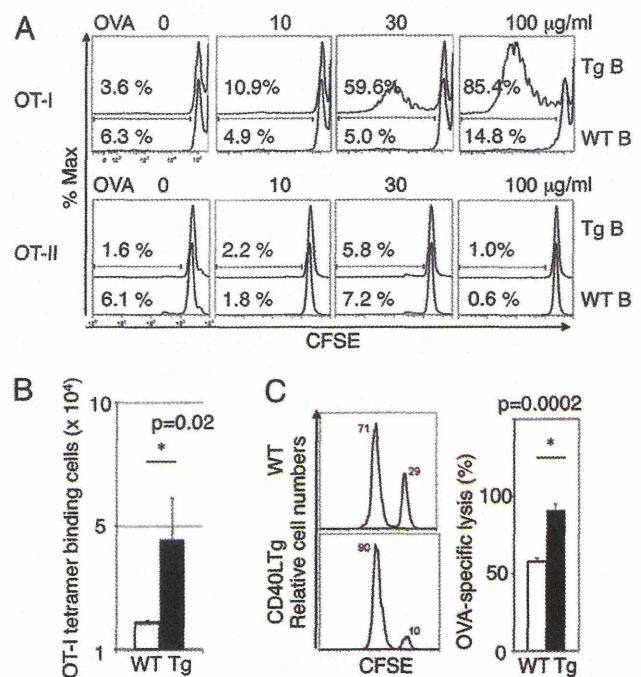 A
OVA 0 10 30 100 µg/ml
OT-I
3.6 % 10.9% 59.6% 85.4% Tg B
6.3 % 4.9 % 5.0 % 14.8 % WT B
% Max
OVA 0 10 30 100 µg/ml
OT-II
1.6 % 2.2 % 5.8 % 1.0% Tg B
6.1 % 1.8 % 7.2 % 0.6 % WT B
CFSE
B
OT-I tetramer binding cells (x 10⁴)
10
5
1
p=0.02
*
WT Tg
C
WT
CD40LTg
Relative cell numbers
71
29
90
10
CFSE
p=0.0002
*
OVA-specific lysis (%)
100
50
0
WT Tg